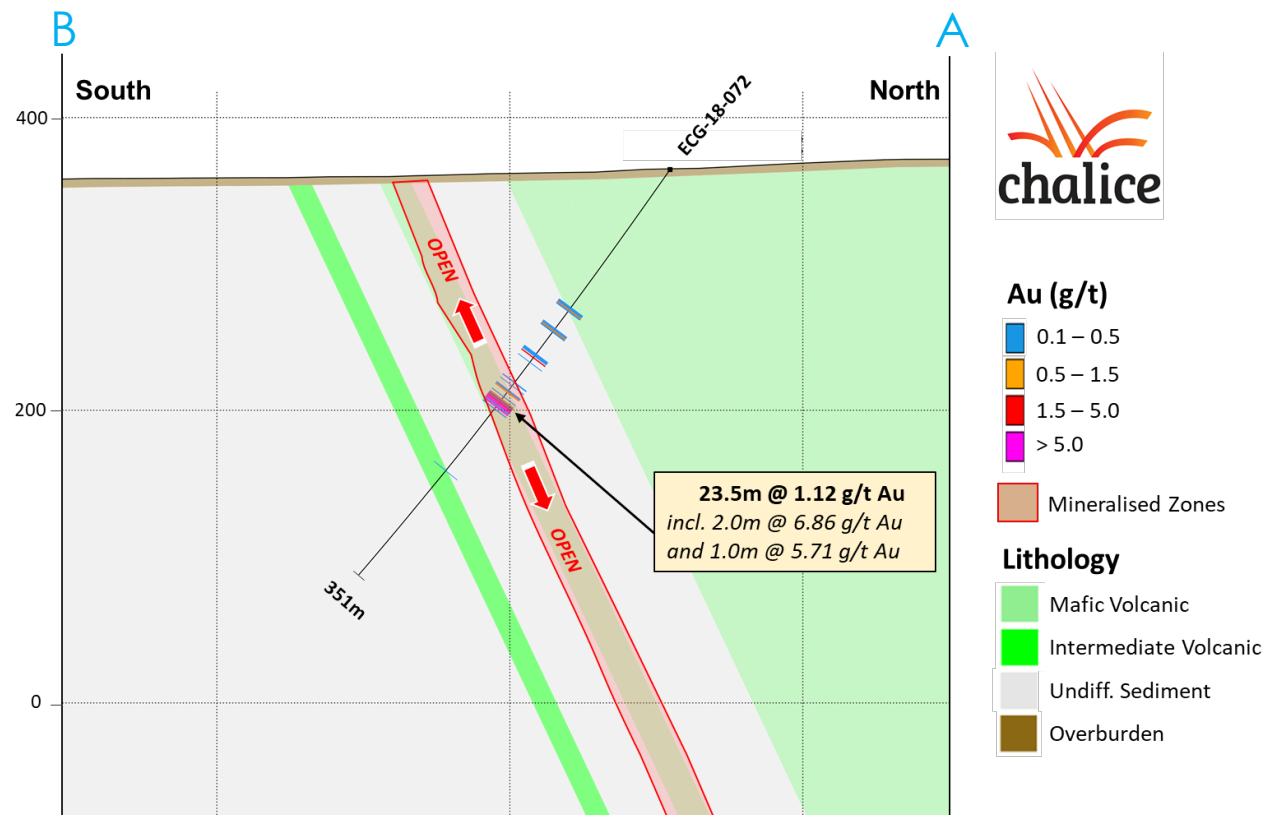 B
A
South
North
400
200
0
ECG-18-072
OPEN
OPEN
351m
23.5m @ 1.12 g/t Au
incl. 2.0m @ 6.86 g/t Au
and 1.0m @ 5.71 g/t Au
chalice
Au (g/t)
0.1 – 0.5
0.5 – 1.5
1.5 – 5.0
> 5.0
Mineralised Zones
Lithology
Mafic Volcanic
Intermediate Volcanic
Undiff. Sediment
Overburden